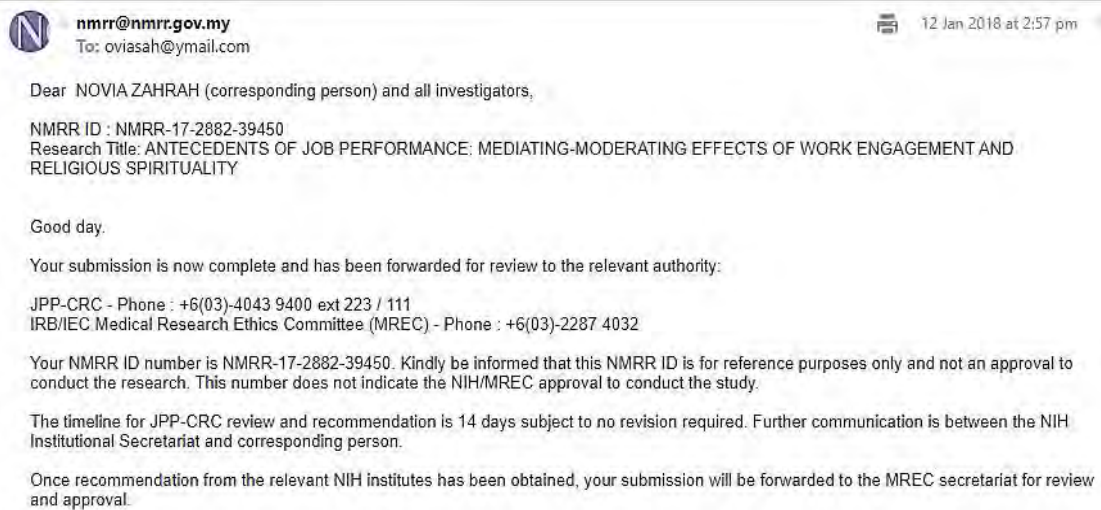 N
nmrr@nmrr.gov.my
12 Jan 2018 at 2:57 pm
To: oviasah@ymail.com
Dear NOVIA ZAHRAH (corresponding person) and all investigators,
NMRR ID : NMRR-17-2882-39450
Research Title: ANTECEDENTS OF JOB PERFORMANCE: MEDIATING-MODERATING EFFECTS OF WORK ENGAGEMENT AND
RELIGIOUS SPIRITUALITY
Good day.
Your submission is now complete and has been forwarded for review to the relevant authority:
JPP-CRC - Phone : +6(03)-4043 9400 ext 223 / 111
IRB/IEC Medical Research Ethics Committee (MREC) - Phone : +6(03)-2287 4032
Your NMRR ID number is NMRR-17-2882-39450. Kindly be informed that this NMRR ID is for reference purposes only and not an approval to
conduct the research. This number does not indicate the NIH/MREC approval to conduct the study.
The timeline for JPP-CRC review and recommendation is 14 days subject to no revision required. Further communication is between the NIH
Institutional Secretariat and corresponding person.
Once recommendation from the relevant NIH institutes has been obtained, your submission will be forwarded to the MREC secretariat for review
and approval.